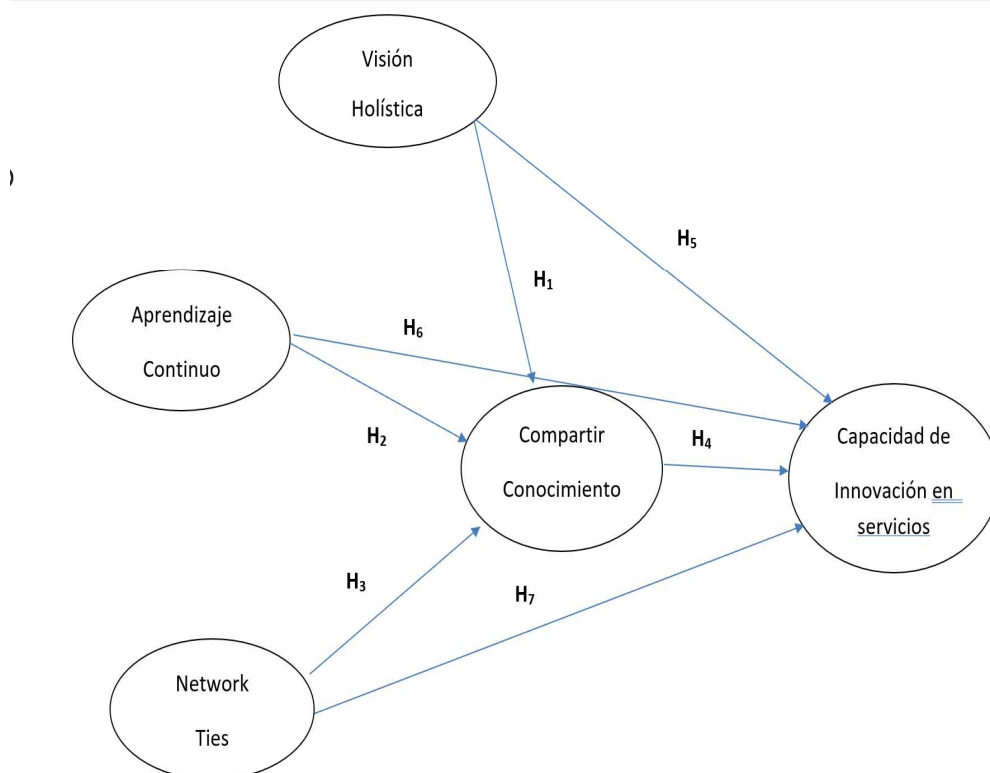 Visión
Holística
H5
H1
Aprendizaje
Continuo
H6
H2
Compartir
Conocimiento
H4
Capacidad de
Innovación en
servicios
H3
H7
Network
Ties